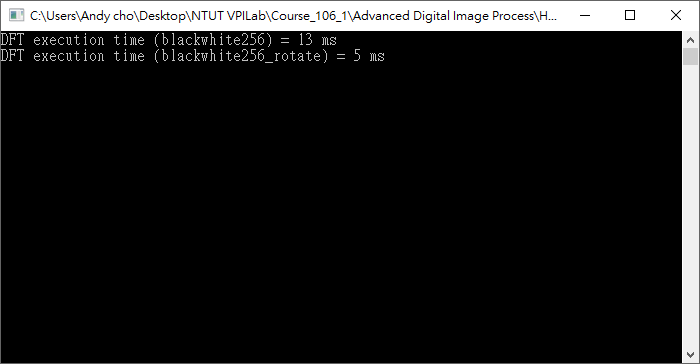 C:\Users\Andy cho\Desktop\NTUT VPILab\Course_106_1\Advanced Digital Image Process\H...
DFT execution time (blackwhite256) = 13 ms
DFT execution time (blackwhite256_rotate) = 5 ms